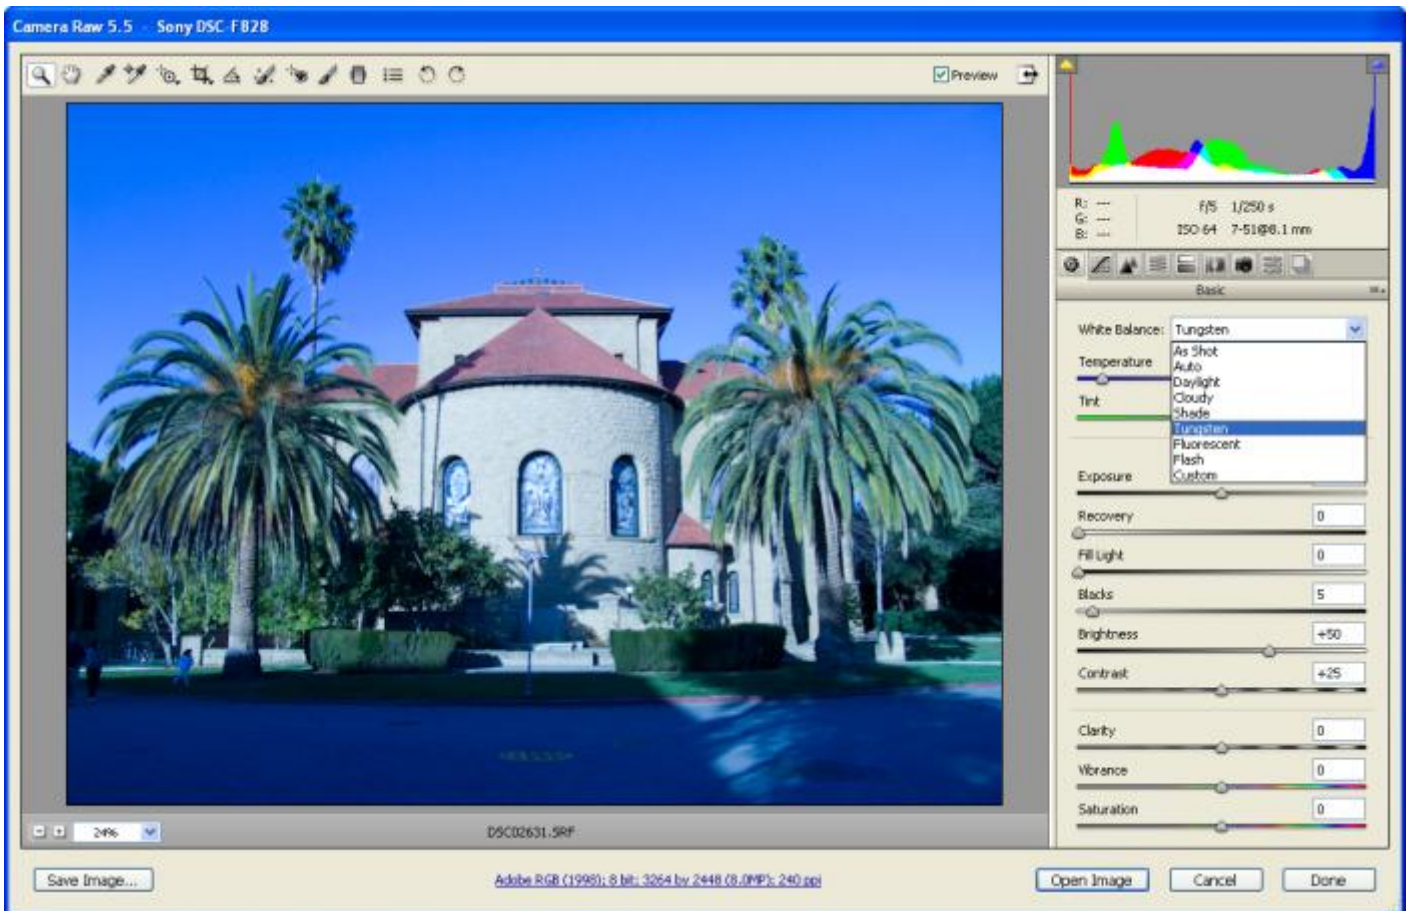 Camera Raw 5.5 - Sony DSC-F828
Preview
R: ---
G: ---
B: ---
f/5 1/250 s
ISO 64 7-51@8.1 mm
Basic
White Balance: Tungsten
As Shot
Auto
Daylight
Cloudy
Shade
Tungsten
Fluorescent
Flash
Custom
Temperature
Tint
Exposure
Recovery 0
Fill Light 0
Blacks 5
Brightness +50
Contrast +25
Clarity 0
Vibrance 0
Saturation 0
24%
DSC02631.SRF
Save Image...
Adobe RGB (1998); 8 bit; 3264 by 2448 (8.0MP); 240 ppi
Open Image
Cancel
Done